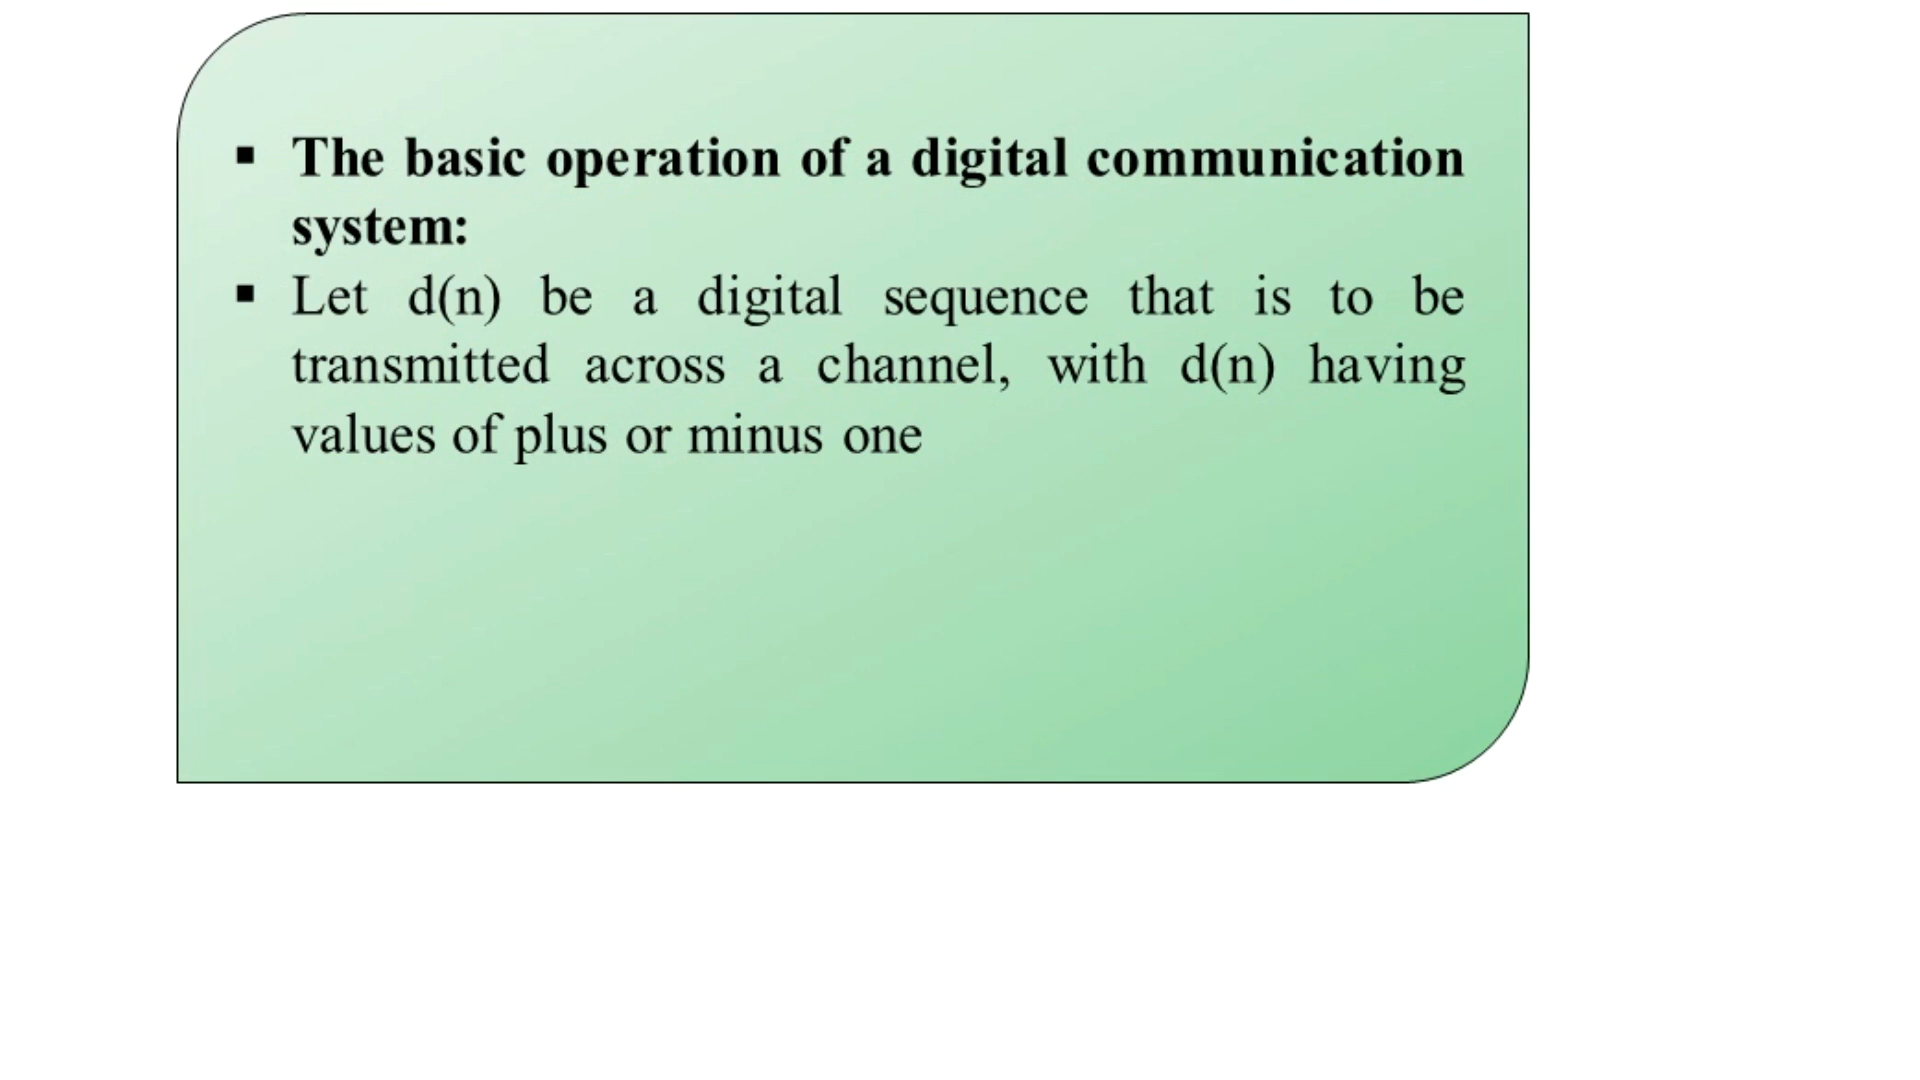 ▪ The basic operation of a digital communication
system:
▪ Let d(n) be a digital sequence that is to be
transmitted across a channel, with d(n) having
values of plus or minus one